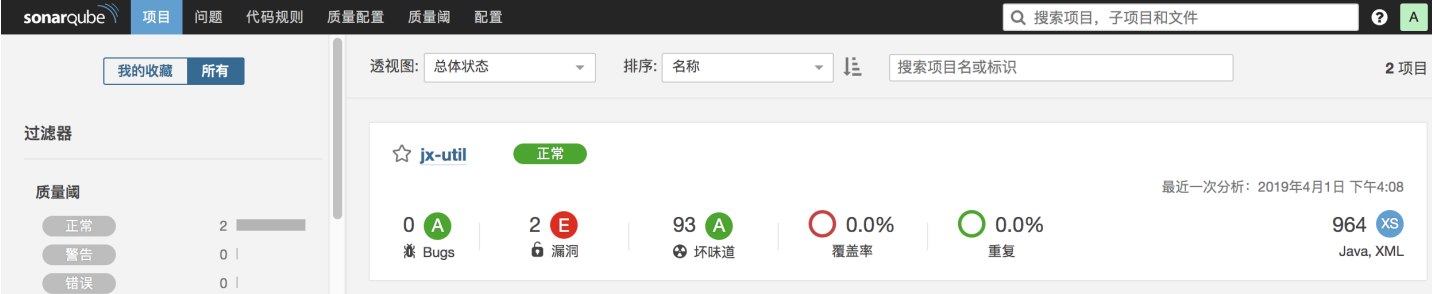 sonarqube 项目 问题 代码规则 质量配置 质量阈 配置 搜索项目，子项目和文件 ? A
我的收藏 所有
透视图: 总体状态 排序: 名称 搜索项目名或标识 2 项目
过滤器
质量阈
正常 2
警告 0
错误 0
jx-util 正常
最近一次分析：2019年4月1日 下午4:08
0 A 2 E 93 A 0.0% 0.0% 964 XS
Bugs 漏洞 坏味道 覆盖率 重复 Java, XML